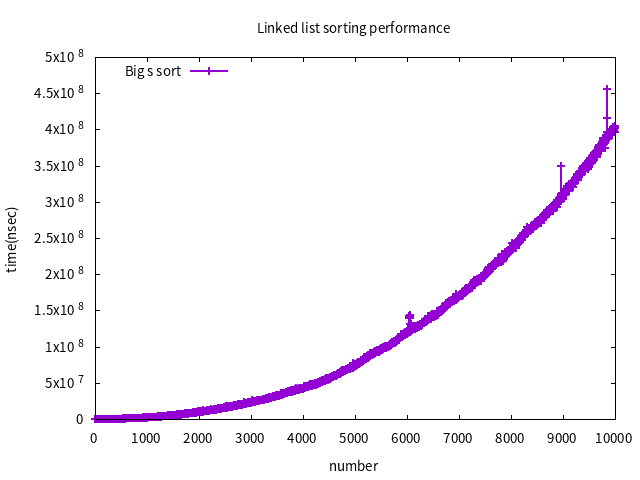 Linked list sorting performance
5x10 8
4.5x10 8
4x10 8
3.5x10 8
3x10 8
2.5x10 8
2x10 8
1.5x10 8
1x10 8
5x10 7
0
Big s sort
time(nsec)
0 1000 2000 3000 4000 5000 6000 7000 8000 9000 10000
number